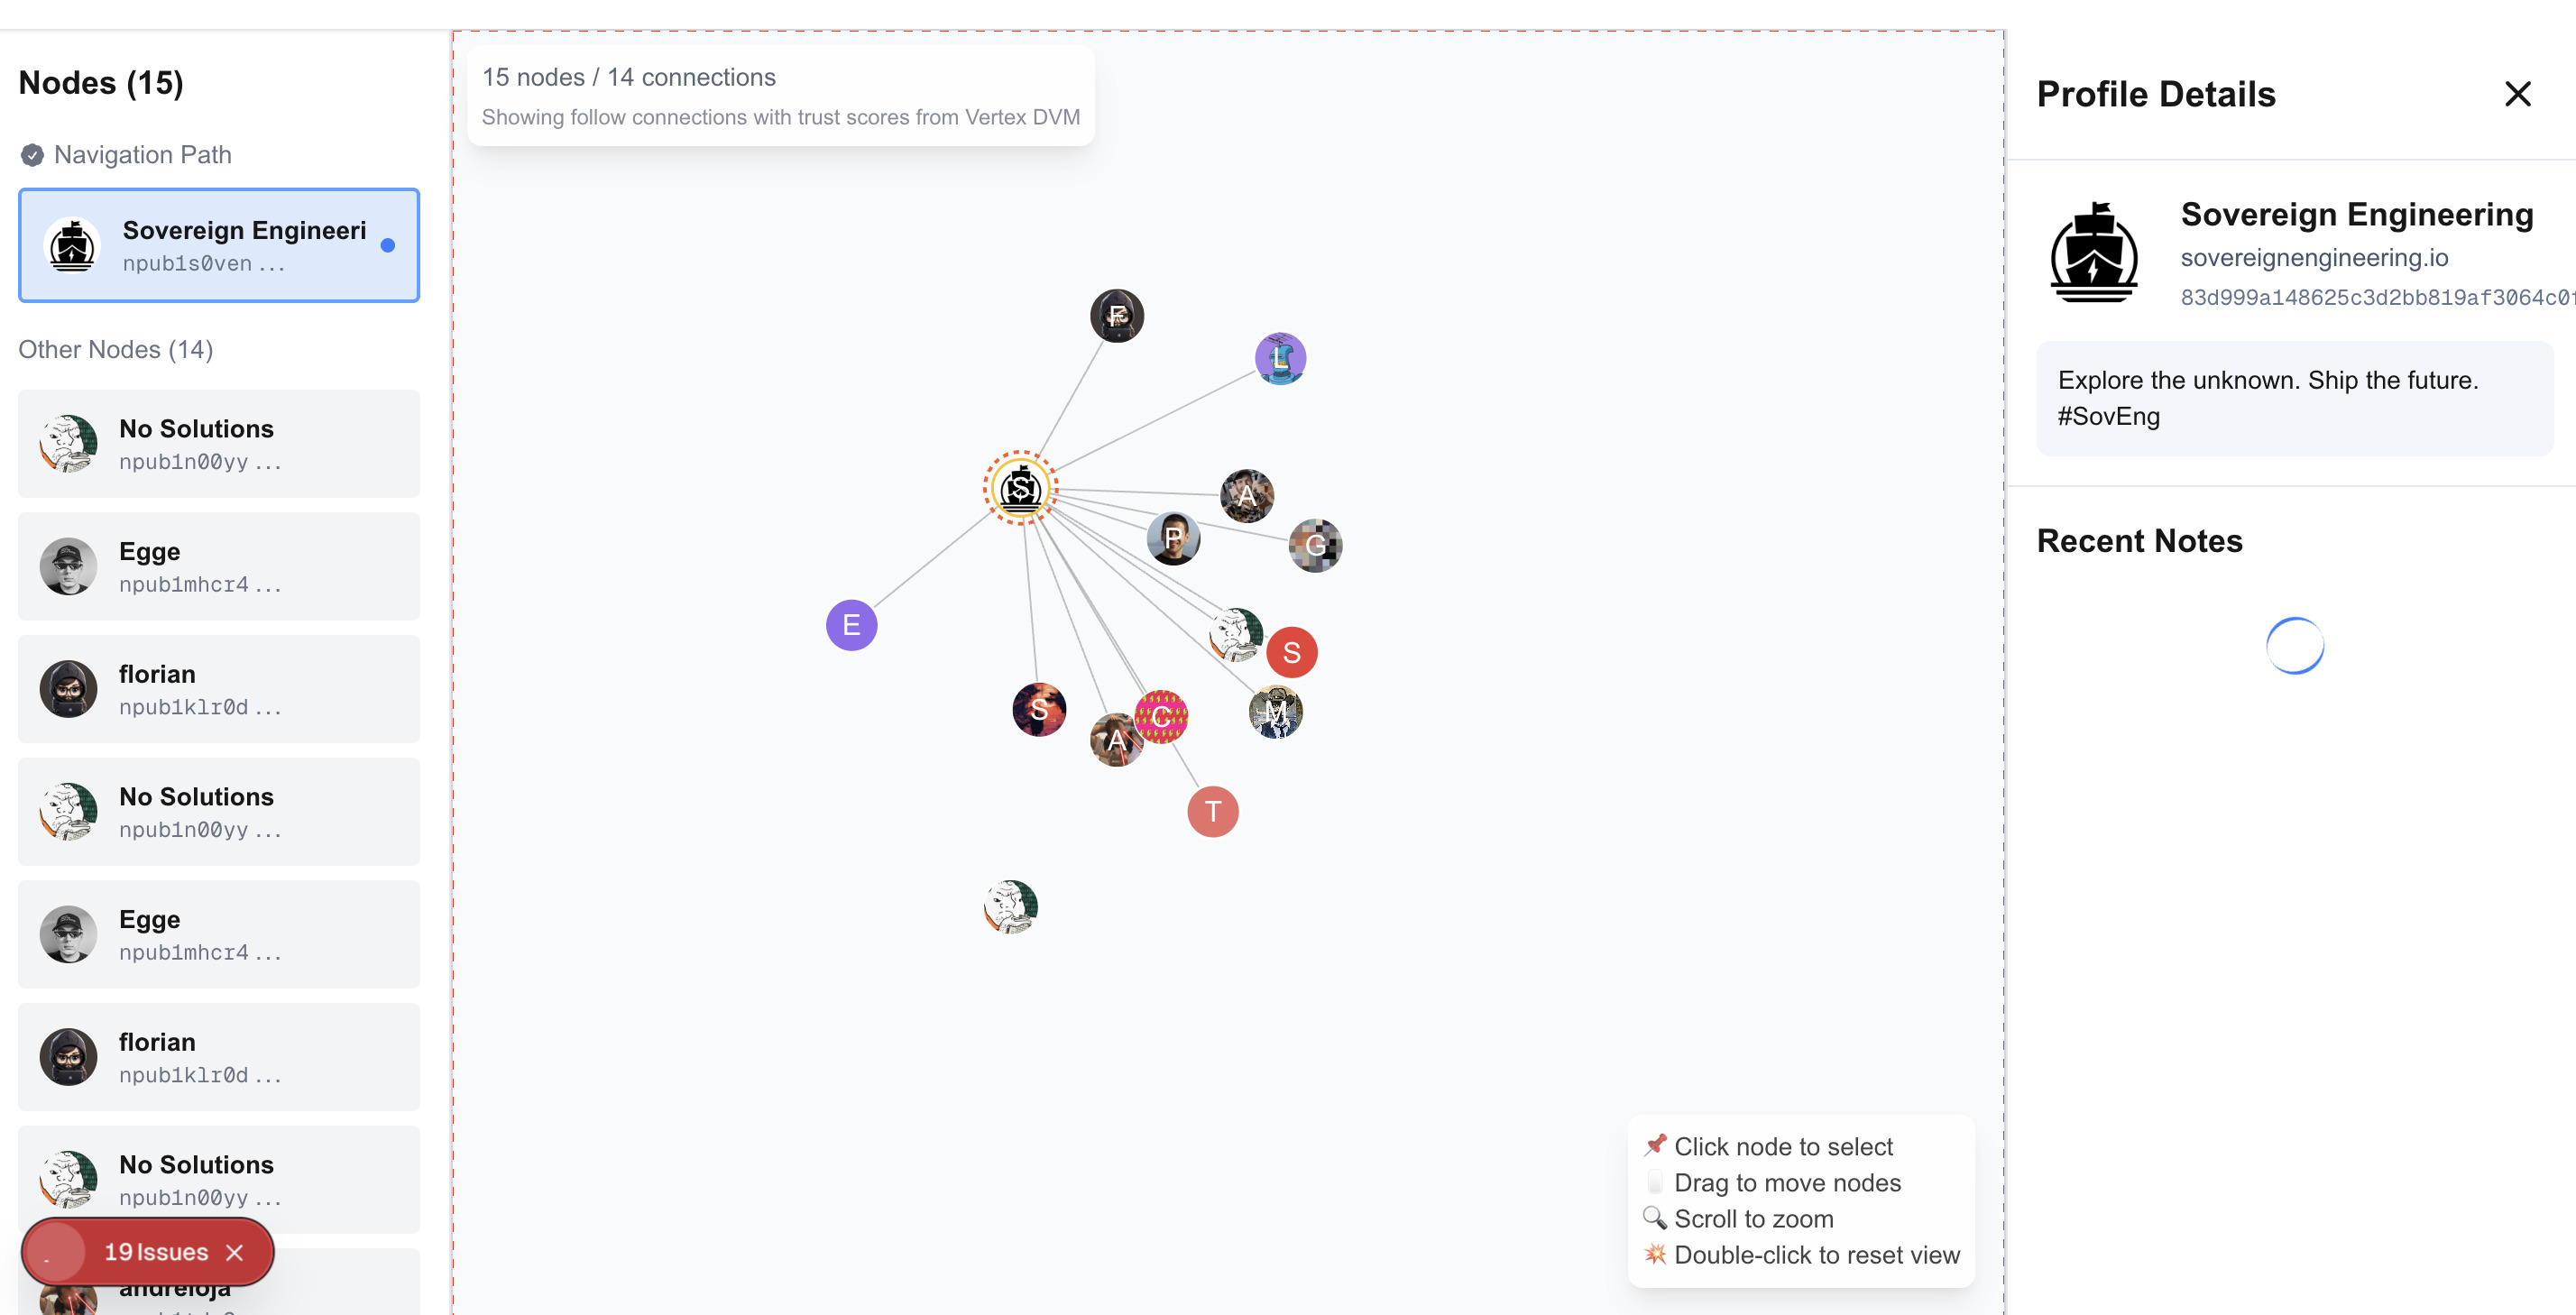 Nodes (15)
Navigation Path
Sovereign Engineeri
npub1s0ven ...
Other Nodes (14)
No Solutions
npub1n00yy ...
Egge
npub1mhcr4 ...
florian
npub1klr0d ...
No Solutions
npub1n00yy ...
Egge
npub1mhcr4 ...
florian
npub1klr0d ...
No Solutions
npub1n00yy ...
19 Issues
andreloja
15 nodes / 14 connections
Showing follow connections with trust scores from Vertex DVM
F
L
S
A
P
G
E
S
S
C
M
A
T
📌 Click node to select
Drag to move nodes
🔍 Scroll to zoom
💥 Double-click to reset view
Profile Details
Sovereign Engineering
sovereignengineering.io
83d999a148625c3d2bb819af3064c0f
Explore the unknown. Ship the future.
#SovEng
Recent Notes